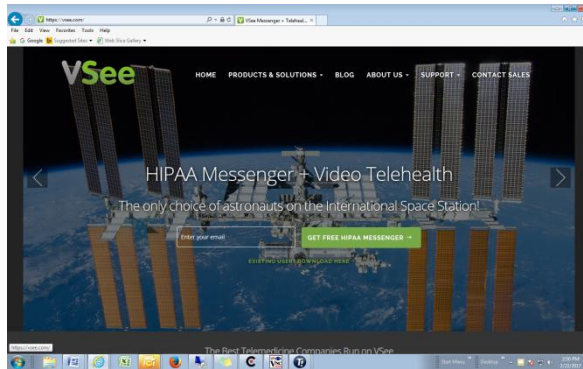 https://vsee.com/
VSee Messenger + Teleheal...
File Edit View Favorites Tools Help
G Google Suggested Sites Web Slice Gallery
VSee
HOME PRODUCTS & SOLUTIONS BLOG ABOUT US SUPPORT CONTACT SALES
HIPAA Messenger + Video Telehealth
The only choice of astronauts on the International Space Station!
Enter your email
GET FREE HIPAA MESSENGER →
EXISTING USER? DOWNLOAD HERE
The Best Telemedicine Companies Run on VSee
https://vsee.com/
Start Menu Desktop